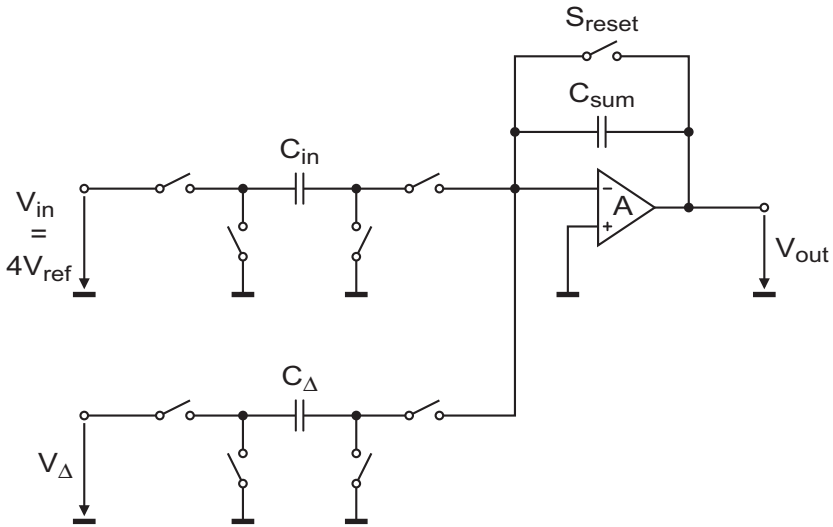 S_reset
C_sum
C_in
V_in
=
4V_ref
−
A
+
V_out
C_Δ
V_Δ